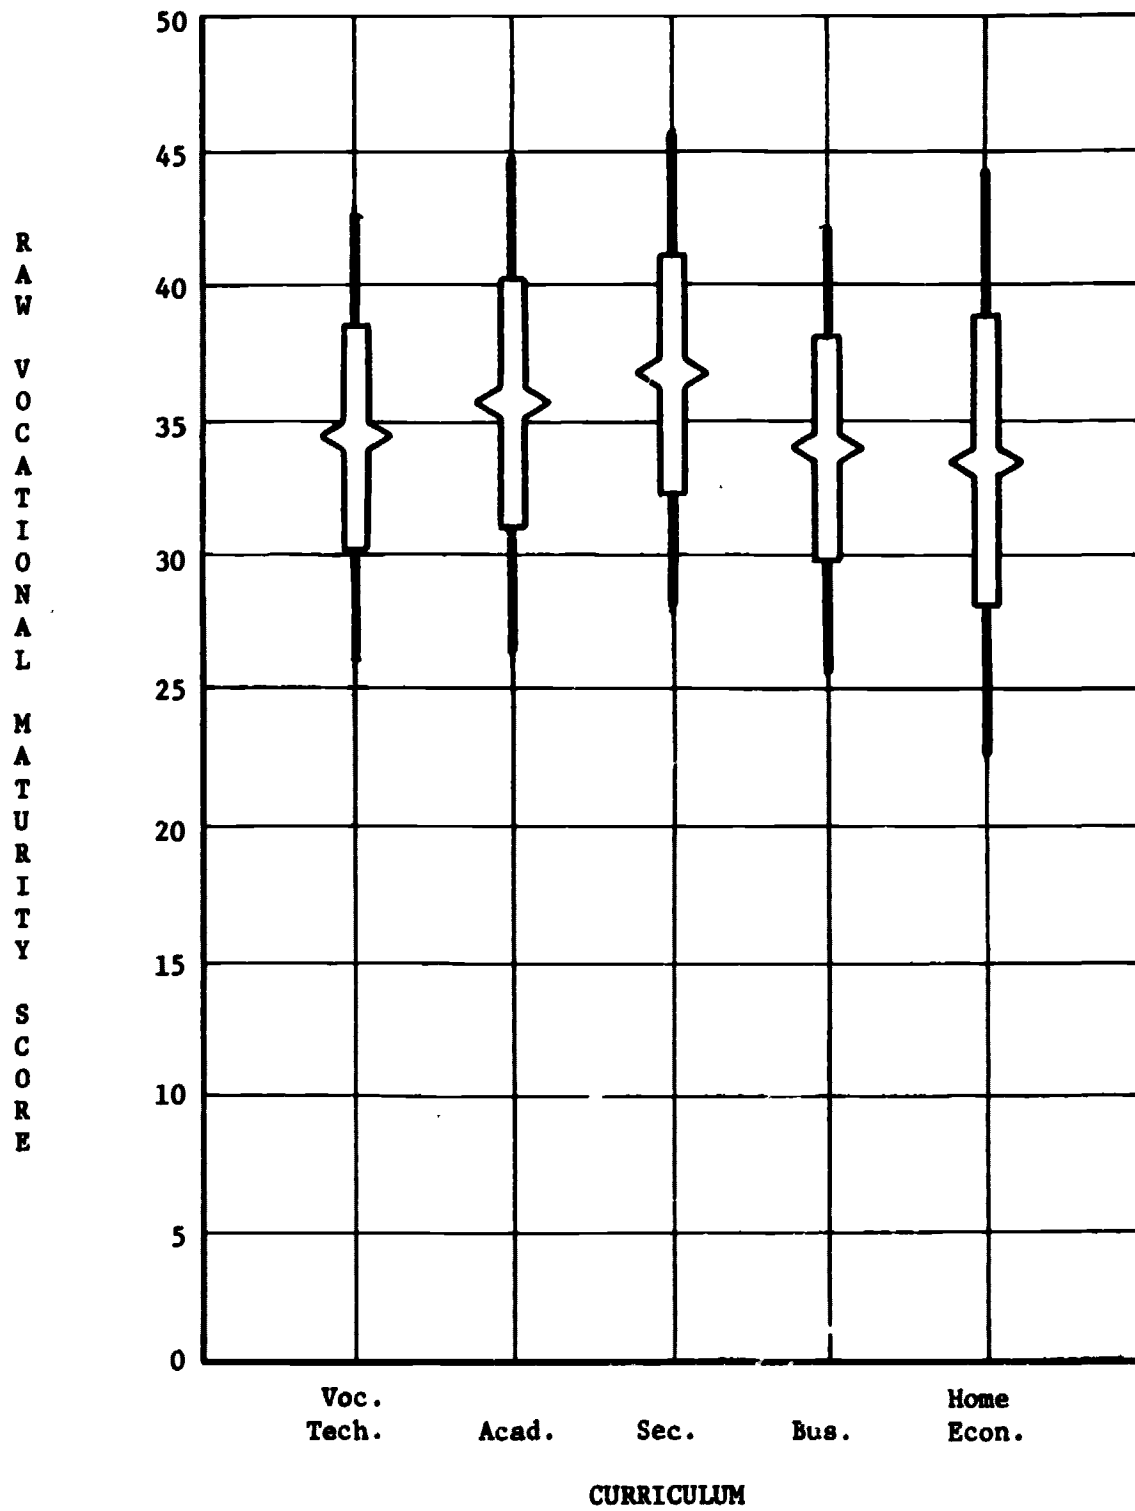 RAW VOCATIONAL MATURITY SCORE
50
45
40
35
30
25
20
15
10
5
0
Voc. Home
Tech. Acad. Sec. Bus. Econ.
CURRICULUM